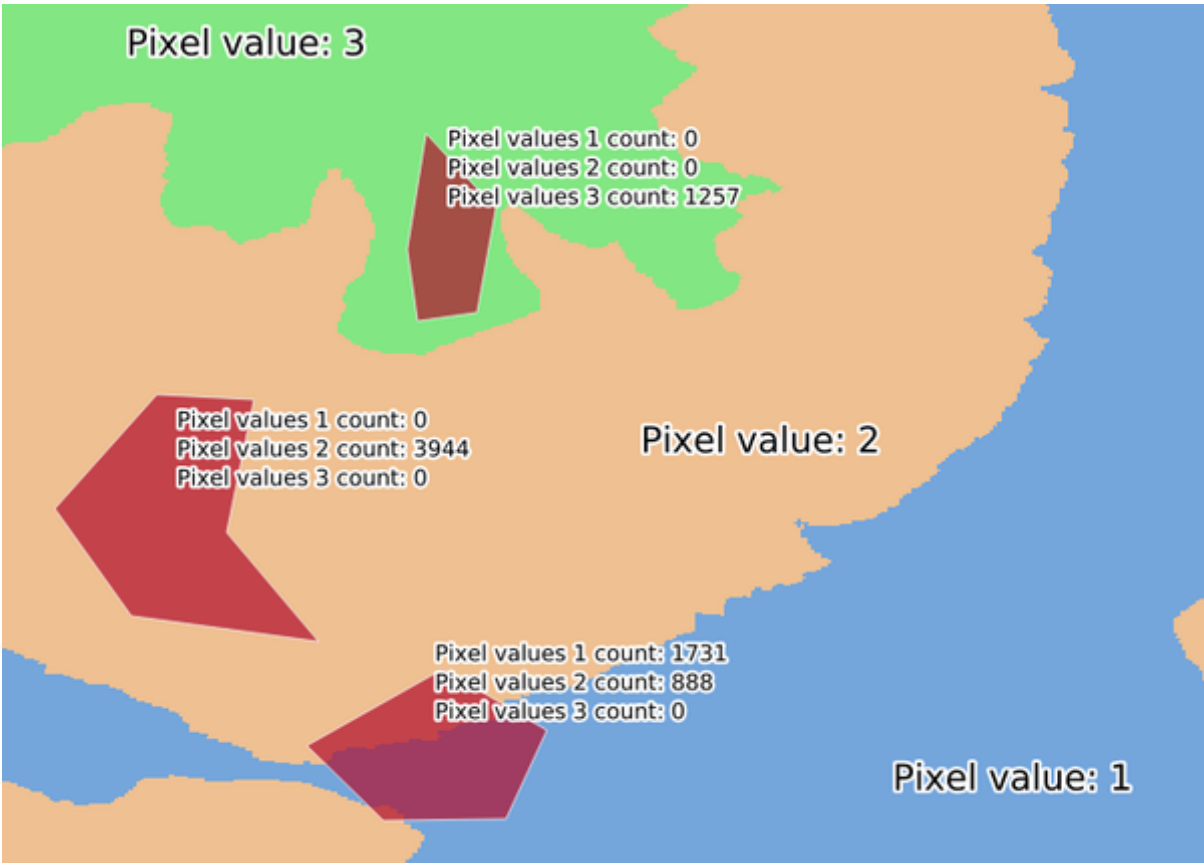 Pixel value: 3
Pixel values 1 count: 0
Pixel values 2 count: 0
Pixel values 3 count: 1257
Pixel values 1 count: 0
Pixel values 2 count: 3944
Pixel values 3 count: 0
Pixel value: 2
Pixel values 1 count: 1731
Pixel values 2 count: 888
Pixel values 3 count: 0
Pixel value: 1